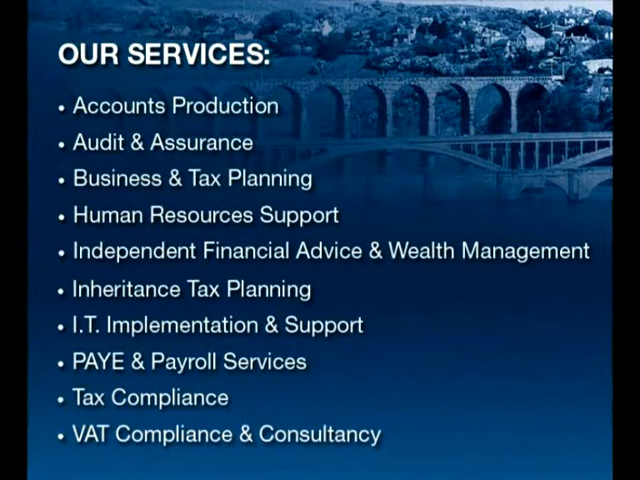 OUR SERVICES:
• Accounts Production
• Audit & Assurance
• Business & Tax Planning
• Human Resources Support
• Independent Financial Advice & Wealth Management
• Inheritance Tax Planning
• I.T. Implementation & Support
• PAYE & Payroll Services
• Tax Compliance
• VAT Compliance & Consultancy